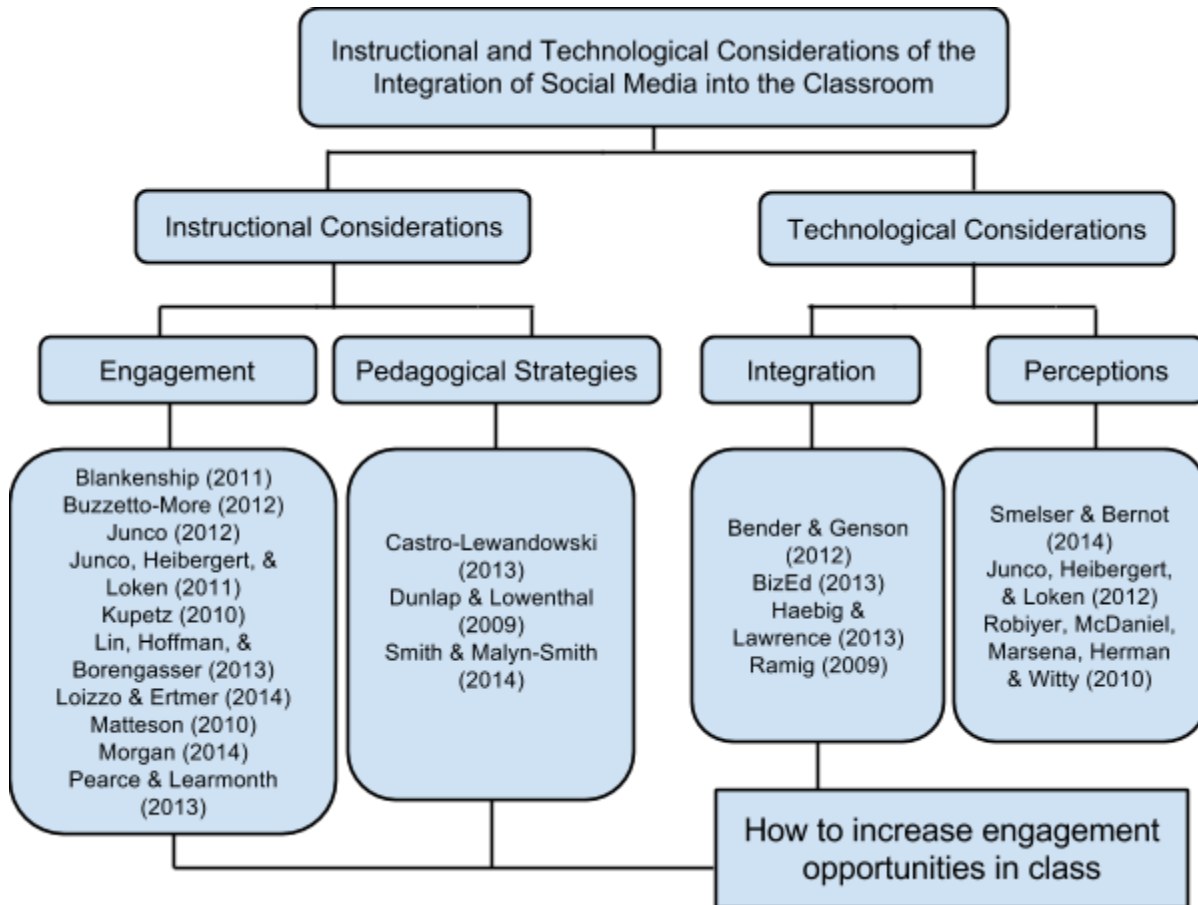 Instructional and Technological Considerations of the
Integration of Social Media into the Classroom
Instructional Considerations
Technological Considerations
Engagement
Pedagogical Strategies
Integration
Perceptions
Blankenship (2011)
Buzzetto-More (2012)
Junco (2012)
Junco, Heibergert, &
Loken (2011)
Kupetz (2010)
Lin, Hoffman, &
Borengasser (2013)
Loizzo & Ertmer (2014)
Matteson (2010)
Morgan (2014)
Pearce & Learmonth
(2013)
Castro-Lewandowski
(2013)
Dunlap & Lowenthal
(2009)
Smith & Malyn-Smith
(2014)
Bender & Genson
(2012)
BizEd (2013)
Haebig &
Lawrence (2013)
Ramig (2009)
Smelser & Bernot
(2014)
Junco, Heibergert,
& Loken (2012)
Robiyer, McDaniel,
Marsena, Herman
& Witty (2010)
How to increase engagement
opportunities in class